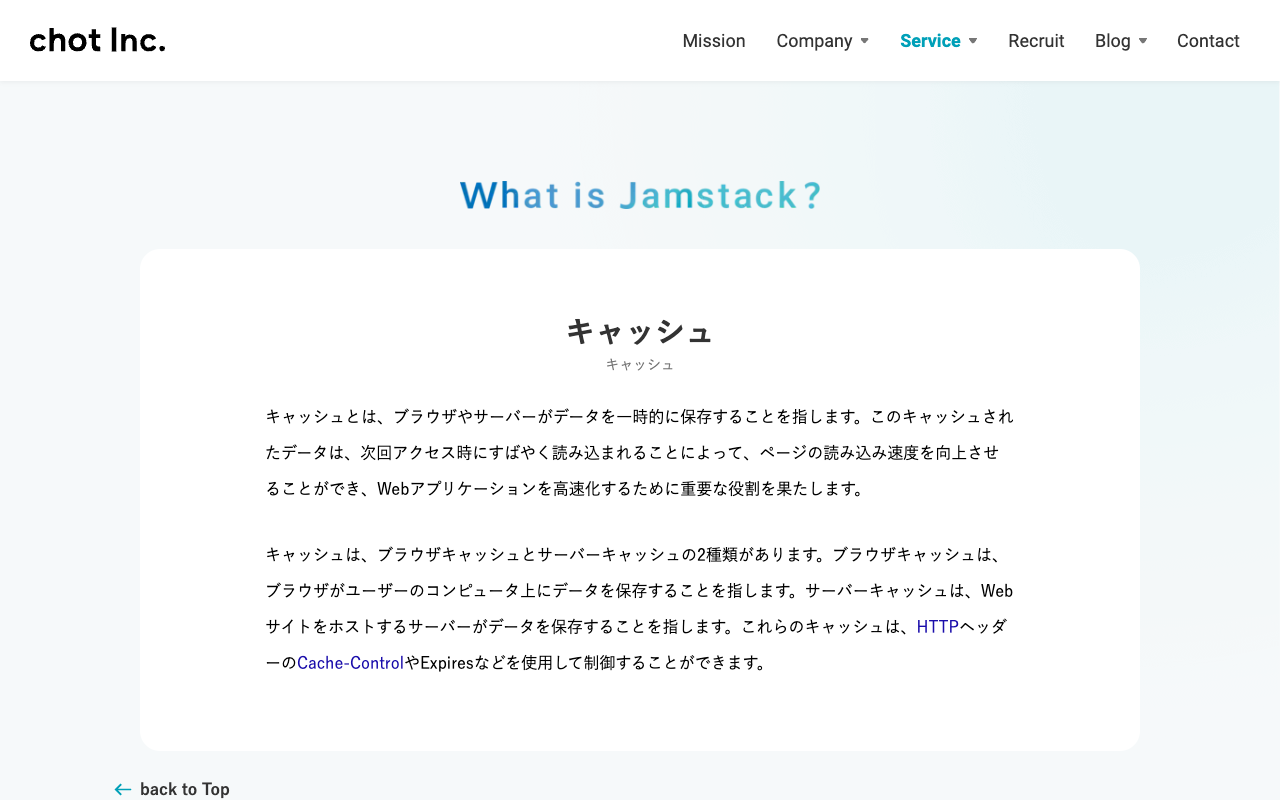 chot Inc.
Mission Company Service Recruit Blog Contact
What is Jamstack?
キャッシュ
キャッシュ
キャッシュとは、ブラウザやサーバーがデータを一時的に保存することを指します。このキャッシュされ
たデータは、次回アクセス時にすばやく読み込まれることによって、ページの読み込み速度を向上させ
ることができ、Webアプリケーションを高速化するために重要な役割を果たします。
キャッシュは、ブラウザキャッシュとサーバーキャッシュの2種類があります。ブラウザキャッシュは、
ブラウザがユーザーのコンピュータ上にデータを保存することを指します。サーバーキャッシュは、Web
サイトをホストするサーバーがデータを保存することを指します。これらのキャッシュは、HTTPヘッダ
ーのCache-ControlやExpiresなどを使用して制御することができます。
back to Top